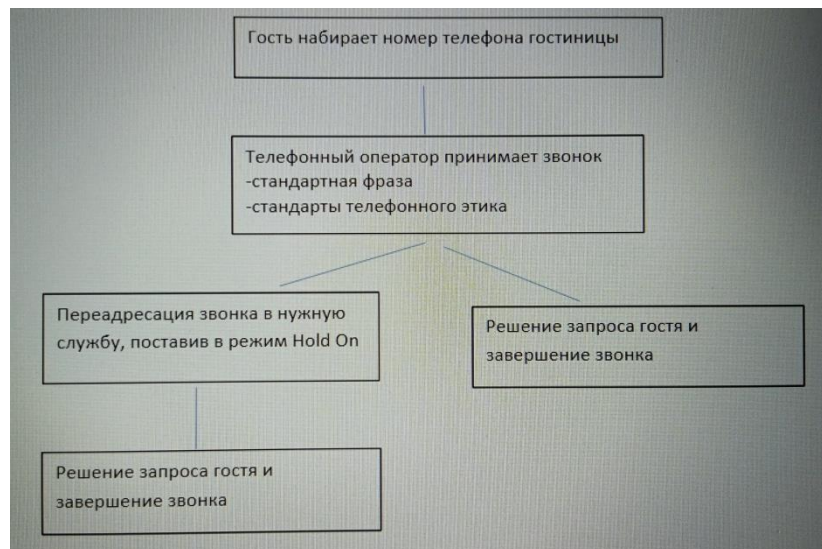 Гость набирает номер телефона гостиницы
Телефонный оператор принимает звонок
-стандартная фраза
-стандарты телефонного этика
Переадресация звонка в нужную
службу, поставив в режим Hold On
Решение запроса гостя и
завершение звонка
Решение запроса гостя и
завершение звонка